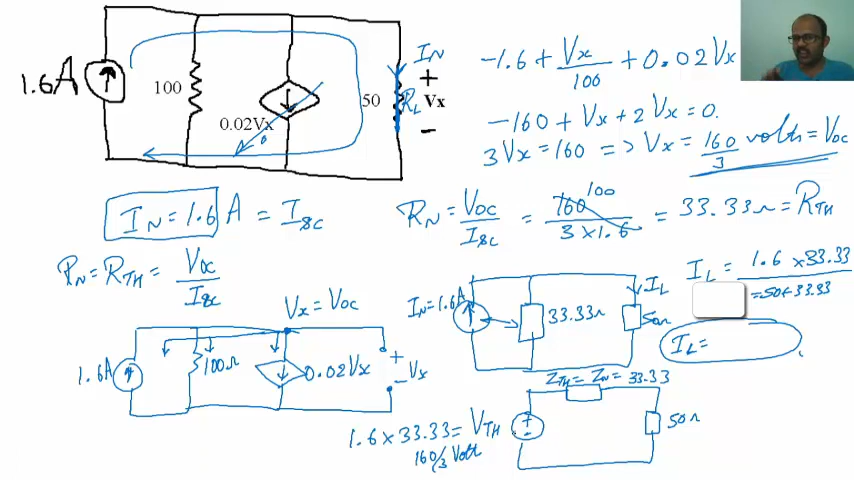 1.6A
100
0.02Vx
0
50
RL
IN
+
Vx
−
-1.6 + Vx/100 + 0.02Vx
-160 + Vx + 2Vx = 0.
3Vx = 160 => Vx = 160/3 volts = Voc
IN = 1.6 A = Isc
RN = Voc/Isc = 160 100/3×1.6 = 33.33Ω = RTH
RN = RTH = Voc/Isc
Vx = Voc
1.6A
100Ω
0.02Vx
+
− Vx
IN=1.6A
33.33Ω
IL
50Ω
IL = 1.6 × 33.33/=50+33.33
IL =
ZTH = ZN = 33.33
1.6 × 33.33 = VTH
160/3 Volt
+
-
50Ω